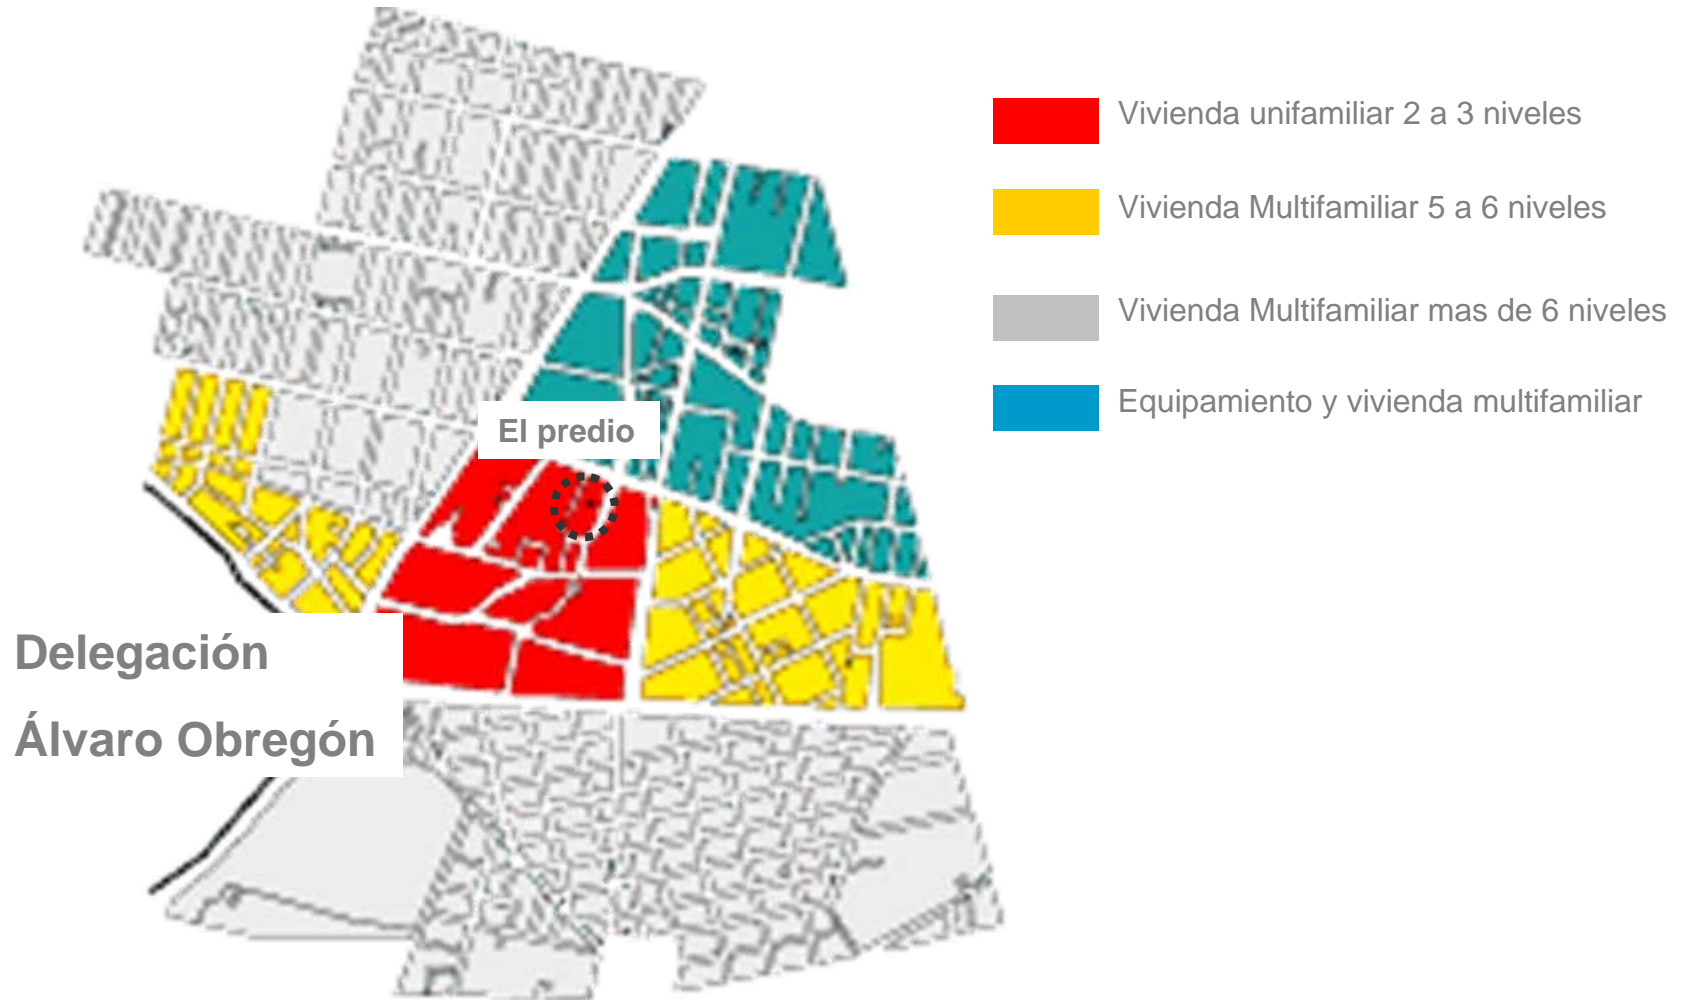 Vivienda unifamiliar 2 a 3 niveles
Vivienda Multifamiliar 5 a 6 niveles
Vivienda Multifamiliar mas de 6 niveles
Equipamiento y vivienda multifamiliar
El predio
Delegación
Álvaro Obregón